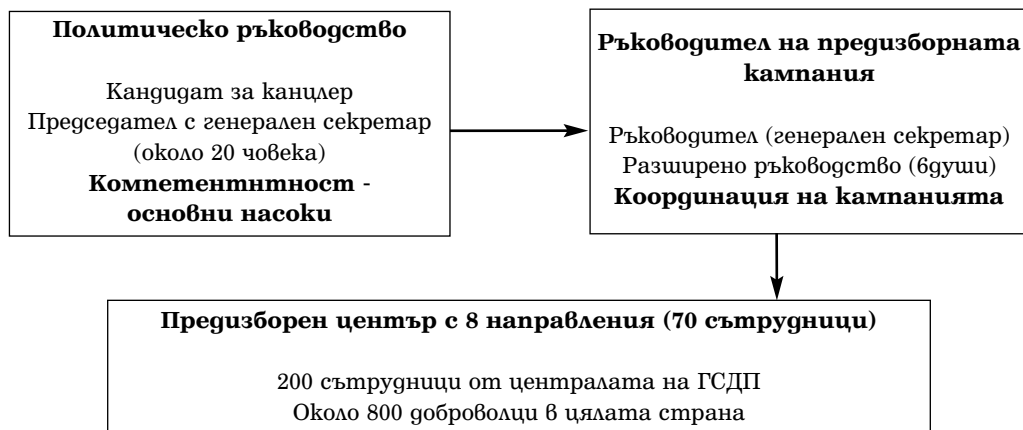 Политическо ръководство
Кандидат за канцлер
Председател с генерален секретар
(около 20 човека)
Компетентнтност -
основни насоки
Ръководител на предизборната
кампания
Ръководител (генерален секретар)
Разширено ръководство (6души)
Координация на кампанията
Предизборен център с 8 направления (70 сътрудници)
200 сътрудници от централата на ГСДП
Около 800 доброволци в цялата страна